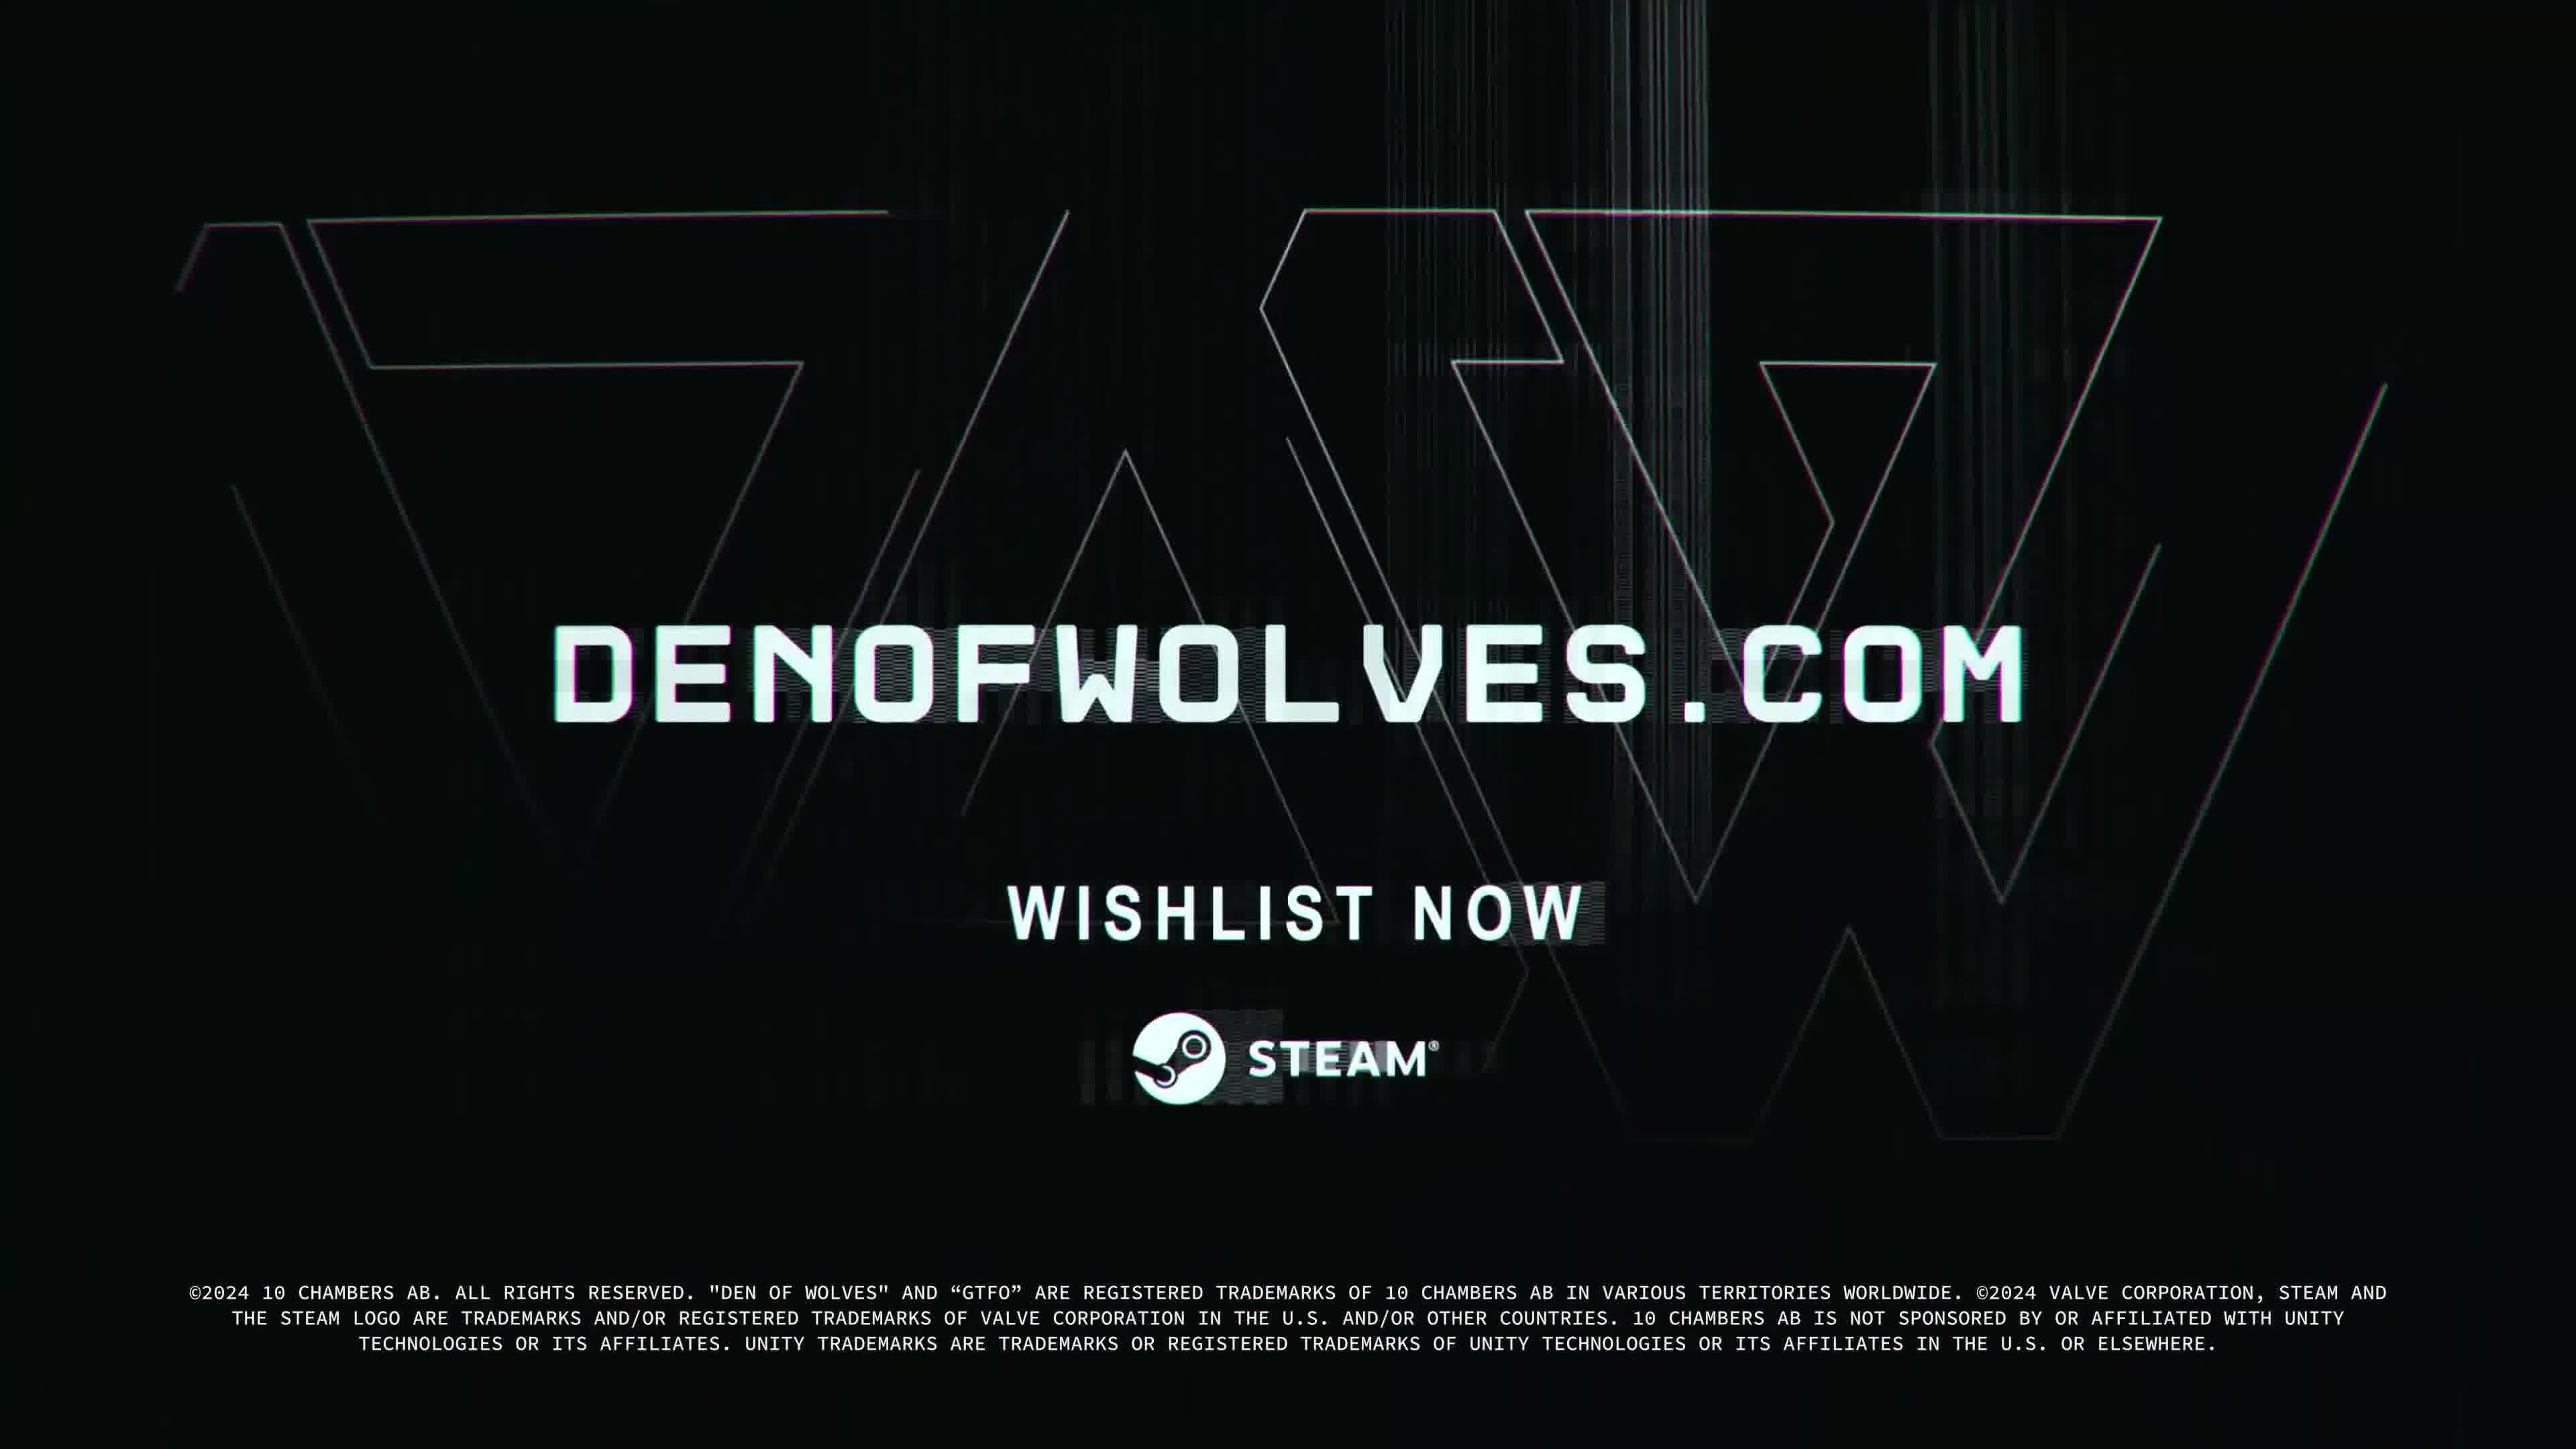 DENOFWOLVES.COM
WISHLIST NOW
STEAM®
©2024 10 CHAMBERS AB. ALL RIGHTS RESERVED. "DEN OF WOLVES" AND “GTFO” ARE REGISTERED TRADEMARKS OF 10 CHAMBERS AB IN VARIOUS TERRITORIES WORLDWIDE. ©2024 VALVE CORPORATION, STEAM AND
THE STEAM LOGO ARE TRADEMARKS AND/OR REGISTERED TRADEMARKS OF VALVE CORPORATION IN THE U.S. AND/OR OTHER COUNTRIES. 10 CHAMBERS AB IS NOT SPONSORED BY OR AFFILIATED WITH UNITY
TECHNOLOGIES OR ITS AFFILIATES. UNITY TRADEMARKS ARE TRADEMARKS OR REGISTERED TRADEMARKS OF UNITY TECHNOLOGIES OR ITS AFFILIATES IN THE U.S. OR ELSEWHERE.